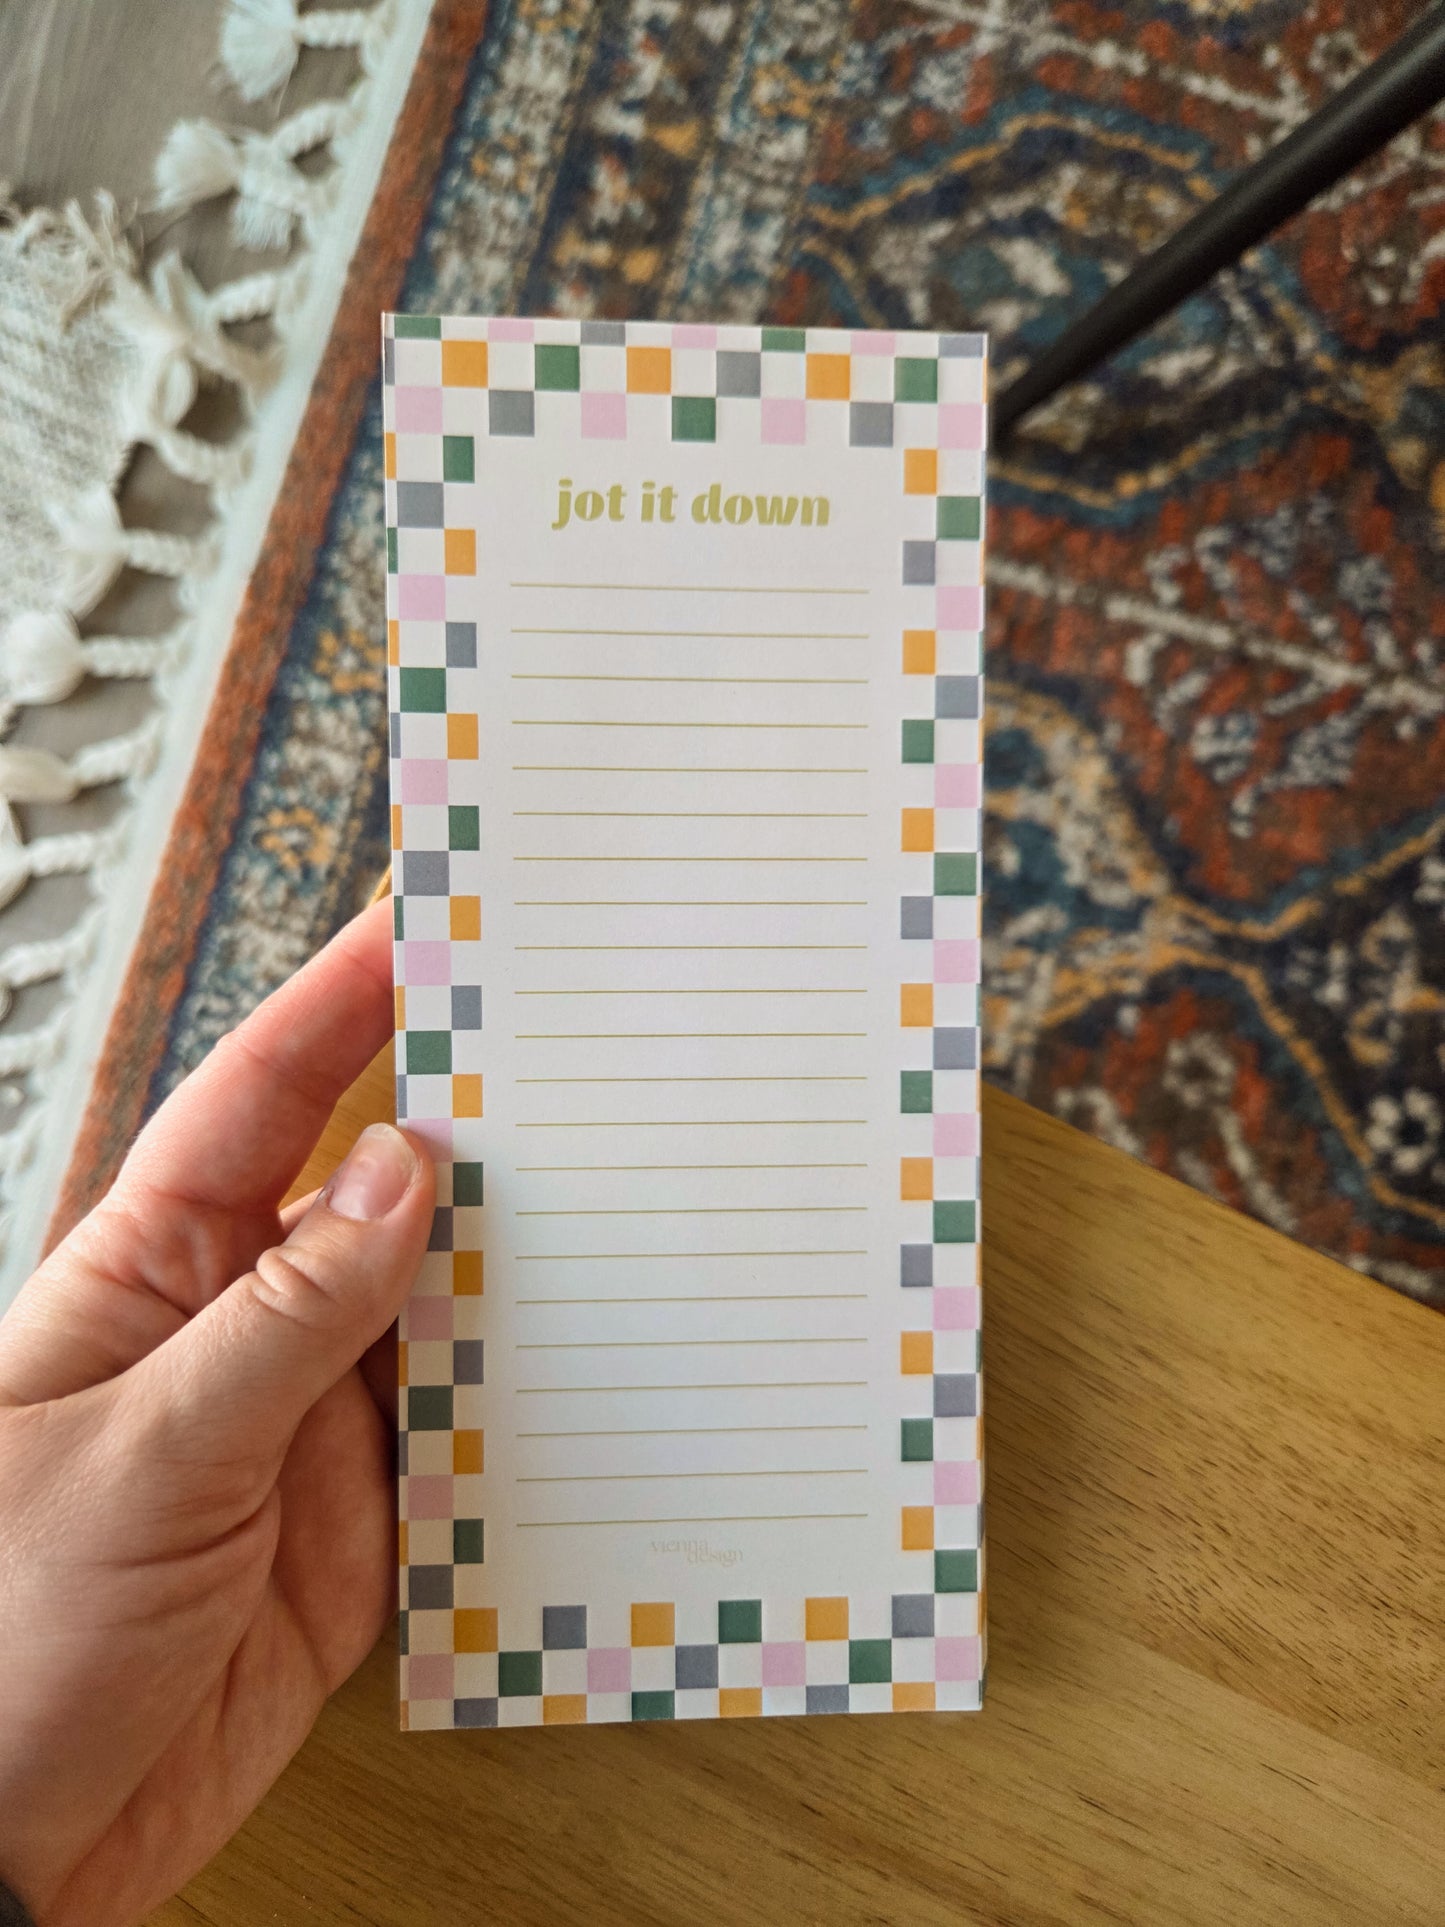 jot it down
vienna
design